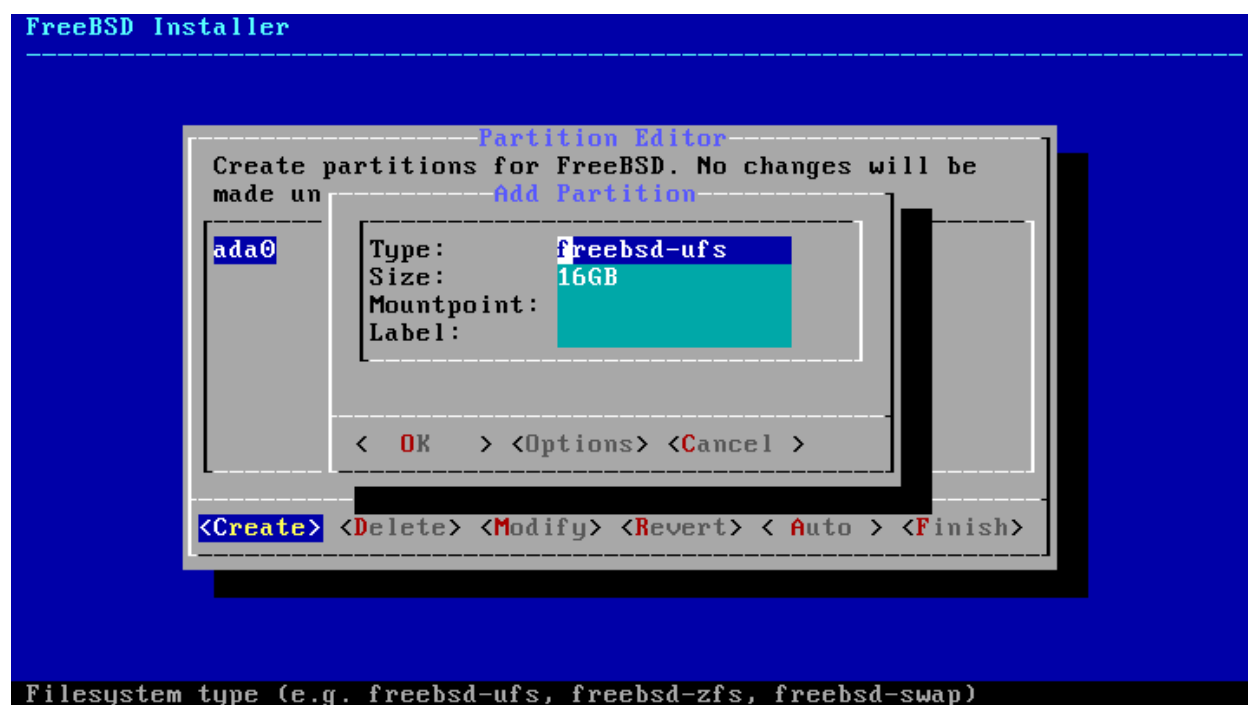 FreeBSD Installer
Partition Editor
Create partitions for FreeBSD. No changes will be
made un
Add Partition
ada0
Type: freebsd-ufs
Size: 16GB
Mountpoint:
Label:
< OK > <Options> <Cancel >
<Create> <Delete> <Modify> <Revert> < Auto > <Finish>
Filesystem type (e.g. freebsd-ufs, freebsd-zfs, freebsd-swap)